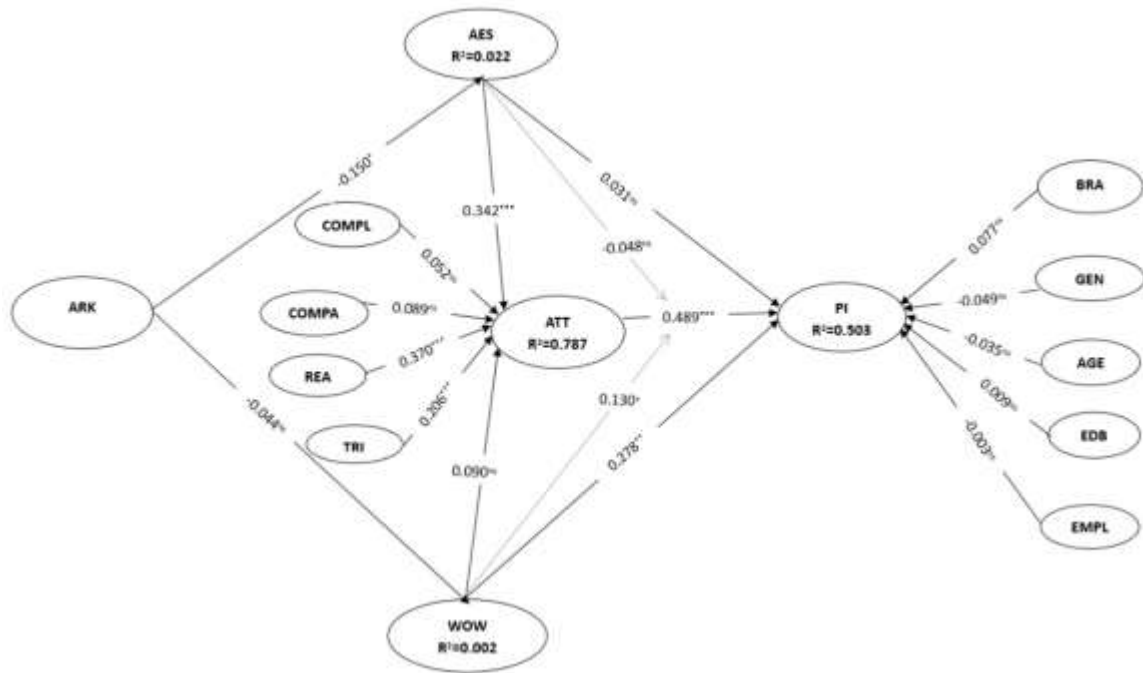 AES
R²=0.022
-0.150*
0.031ⁿˢ
BRA
COMPL
0.342***
0.077ⁿˢ
-0.048ⁿˢ
0.052ⁿˢ
GEN
ARK
COMPA
0.089ⁿˢ
-0.049ⁿˢ
ATT
R²=0.787
0.489***
PI
R²=0.503
-0.035ⁿˢ
AGE
REA
0.370***
0.206***
0.009ⁿˢ
-0.044ⁿˢ
0.130*
EDB
TRI
-0.003ⁿˢ
0.090ⁿˢ
0.278**
EMPL
WOW
R²=0.002